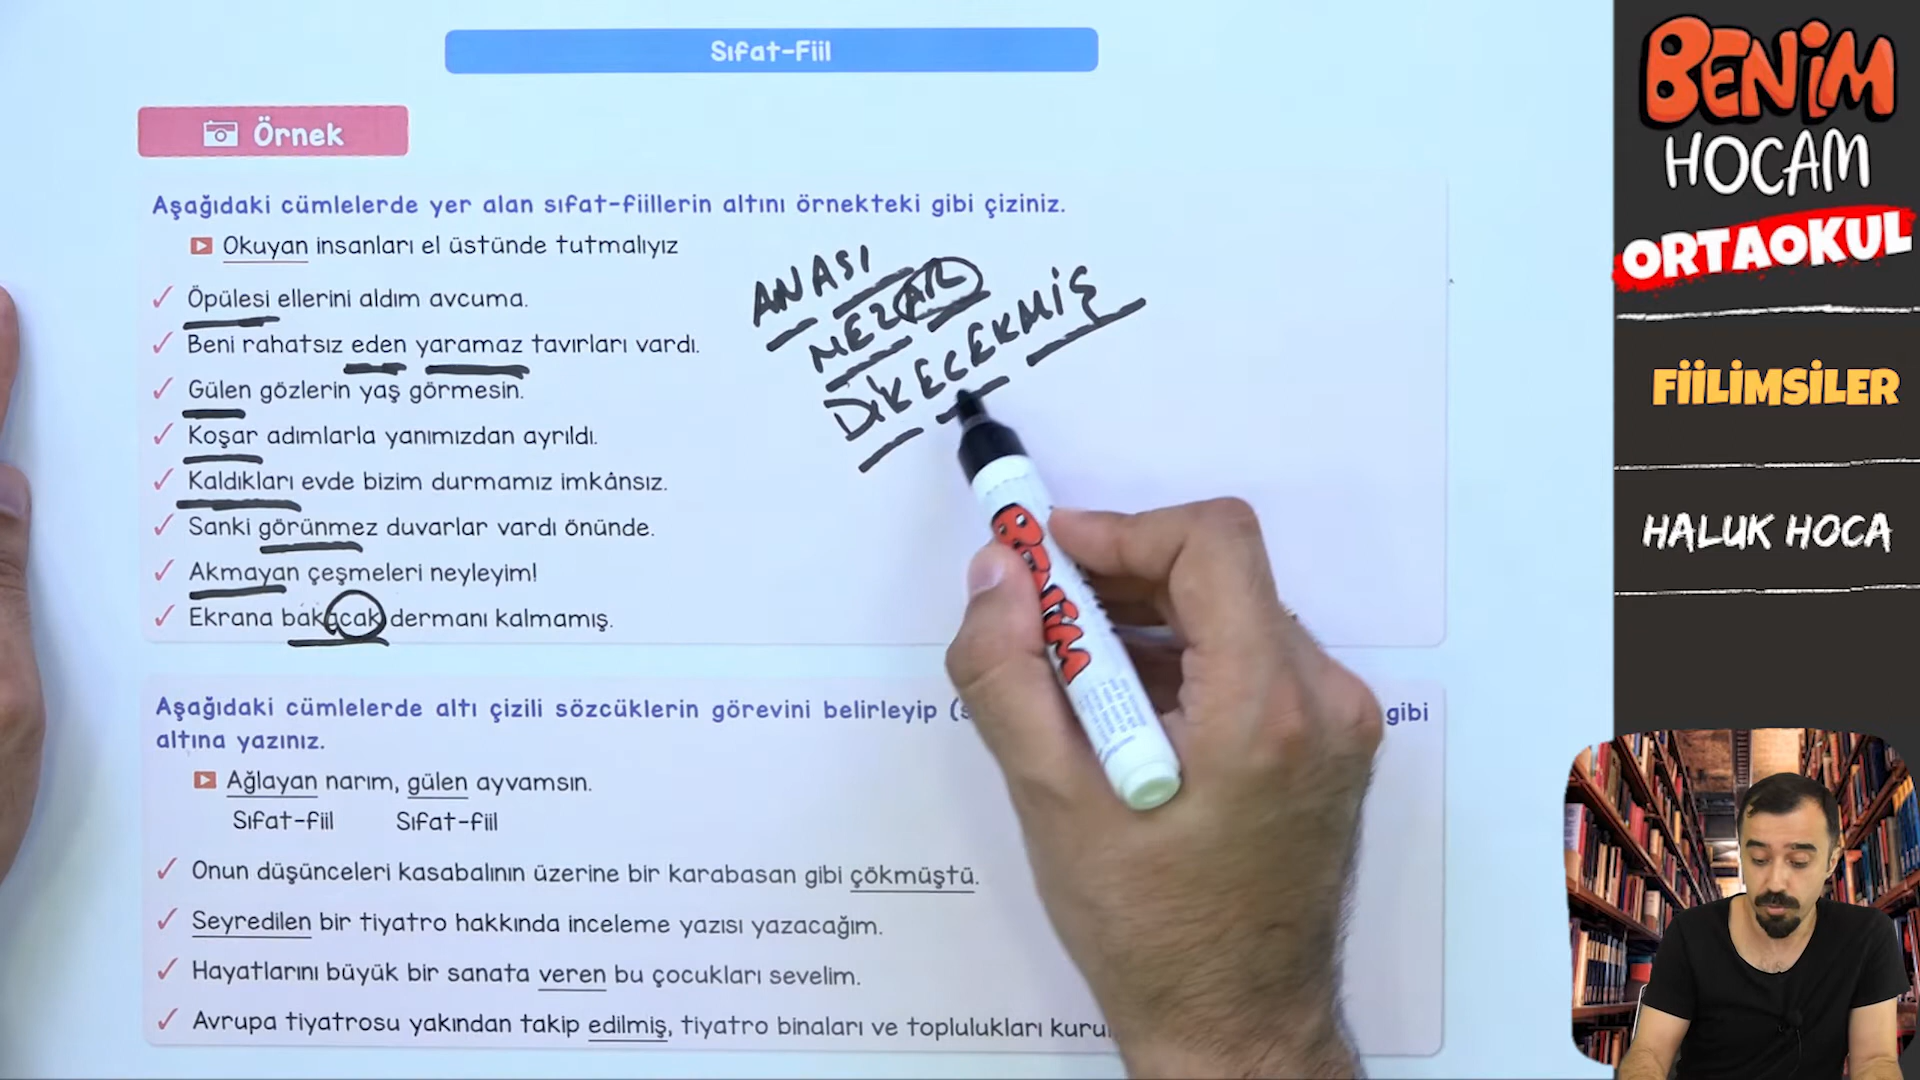 Sıfat-Fiil
Örnek
Aşağıdaki cümlelerde yer alan sıfat-fiillerin altını örnekteki gibi çiziniz.
Okuyan insanları el üstünde tutmalıyız
Öpülesi ellerini aldım avcuma.
Beni rahatsız eden yaramaz tavırları vardı.
Gülen gözlerin yaş görmesin.
Koşar adımlarla yanımızdan ayrıldı.
Kaldıkları evde bizim durmamız imkânsız.
Sanki görünmez duvarlar vardı önünde.
Akmayan çeşmeleri neyleyim!
Ekrana bakacak dermanı kalmamış.
ANASI
MEZAR
DİKECEKMİŞ
Aşağıdaki cümlelerde altı çizili sözcüklerin görevini belirleyip ( gibi
altına yazınız.
Ağlayan narım, gülen ayvamsın.
Sıfat-fiil Sıfat-fiil
Onun düşünceleri kasabalının üzerine bir karabasan gibi çökmüştü.
Seyredilen bir tiyatro hakkında inceleme yazısı yazacağım.
Hayatlarını büyük bir sanata veren bu çocukları sevelim.
Avrupa tiyatrosu yakından takip edilmiş, tiyatro binaları ve toplulukları
BENİM
HOCAM
ORTAOKUL
FİİLİMSİLER
HALUK HOCA
BENİM